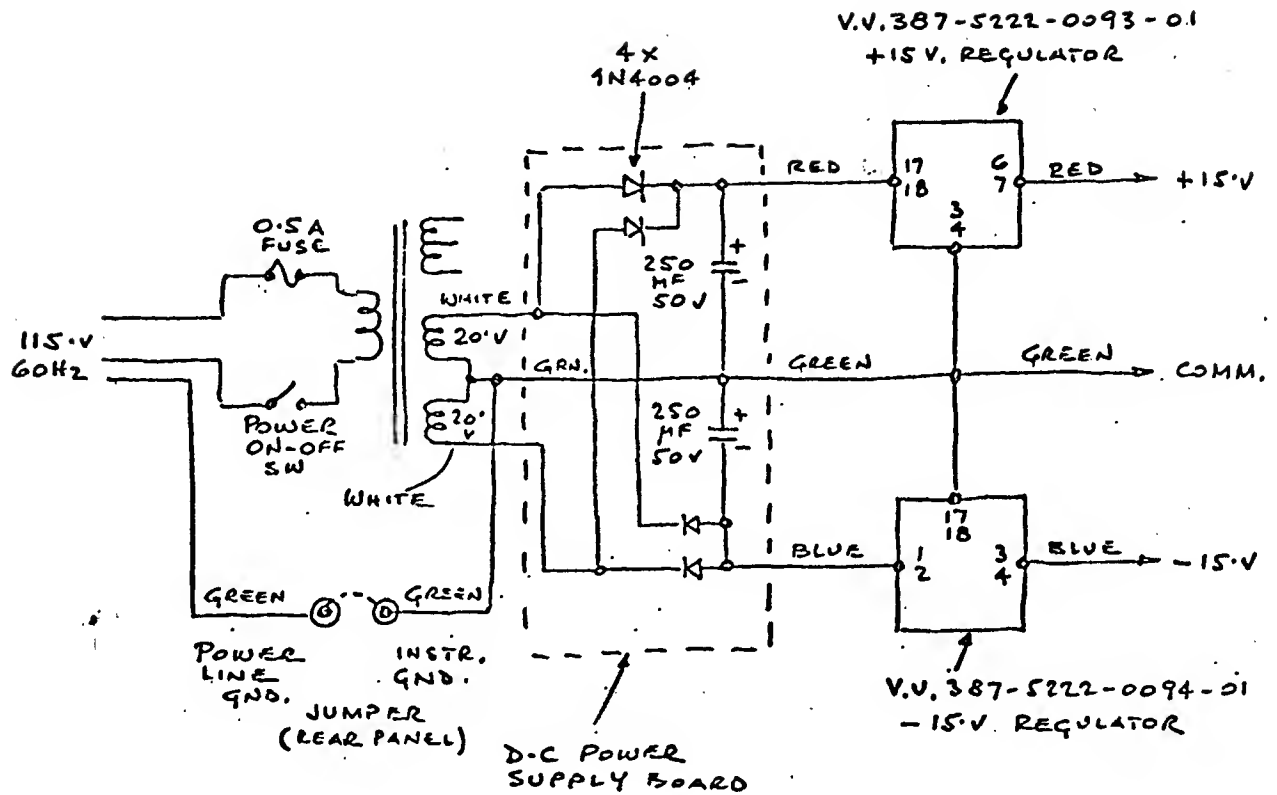 V.V. 387-5222-0093-01
+15 V. REGULATOR
4 X
1N4004
RED
17
18
6
7
RED
+15·V
3
4
0·5A
FUSE
250
MF
50V
+
-
WHITE
20·V
115·V
60HZ
GRN.
GREEN
GREEN
COMM.
POWER
ON-OFF
SW
20·
V
250
MF
50V
+
-
WHITE
17
18
BLUE
1
2
3
4
BLUE
-15·V
GREEN
GREEN
POWER
LINE
GND.
INSTR.
GND.
JUMPER
(REAR PANEL)
V.V. 387-5222-0094-01
-15·V. REGULATOR
D·C POWER
SUPPLY BOARD